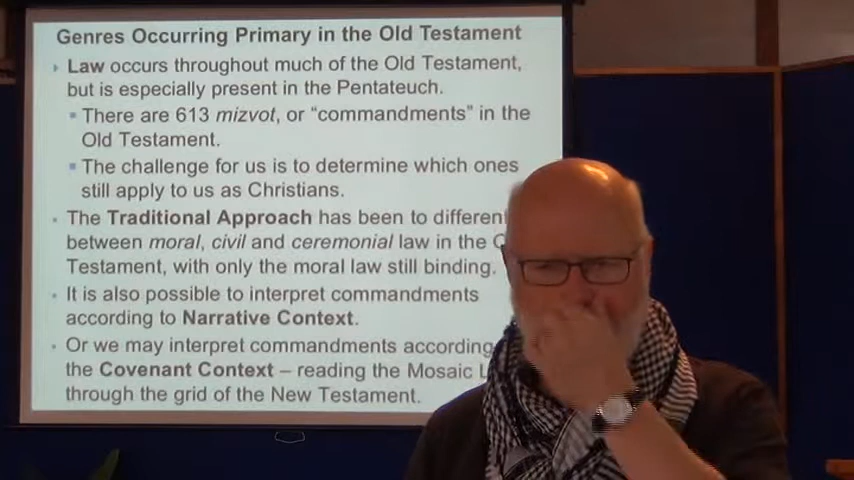 Genres Occurring Primary in the Old Testament
Law occurs throughout much of the Old Testament,
but is especially present in the Pentateuch.
There are 613 mizvot, or “commandments” in the
Old Testament.
The challenge for us is to determine which ones
still apply to us as Christians.
The Traditional Approach has been to different
between moral, civil and ceremonial law in the
Testament, with only the moral law still binding.
It is also possible to interpret commandments
according to Narrative Context.
Or we may interpret commandments according
the Covenant Context – reading the Mosaic
through the grid of the New Testament.